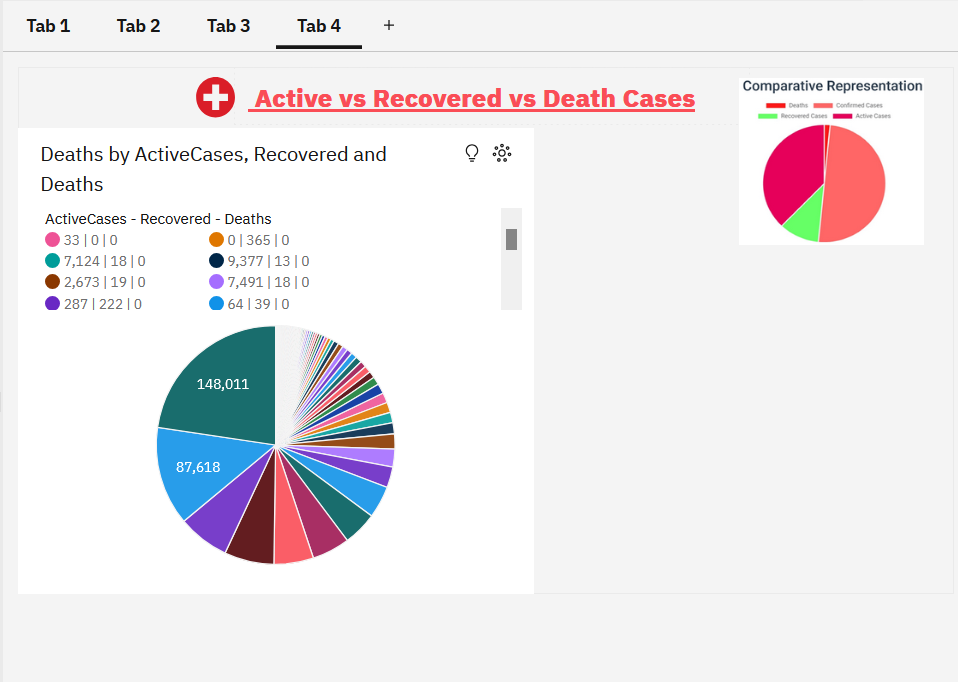 Tab 1 Tab 2 Tab 3 Tab 4 +
Active vs Recovered vs Death Cases
Comparative Representation
Deaths Confirmed Cases
Recovered Cases Active Cases
Deaths by ActiveCases, Recovered and
Deaths
ActiveCases - Recovered - Deaths
33 | 0 | 0 0 | 365 | 0
7,124 | 18 | 0 9,377 | 13 | 0
2,673 | 19 | 0 7,491 | 18 | 0
287 | 222 | 0 64 | 39 | 0
148,011
87,618